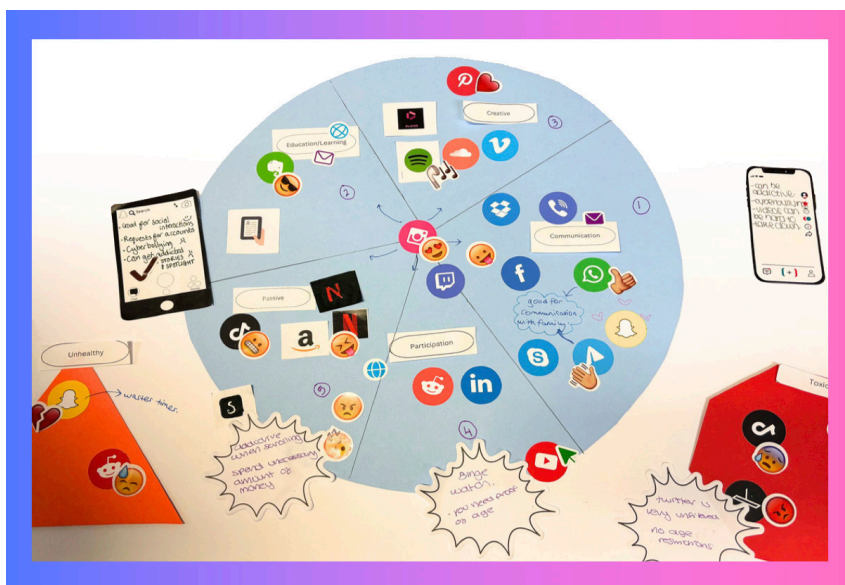 Creative
③
Education/Learning
②
①
Communication
Search
- Good for social
interactions
- Requests for accounts
- Cyberbullying
- Can get addicted
STORIES
SPOTLIGHT
- can be
addictive
- cyberbullying
- videos can
be hard to
take down
good for
communication
with family
Passive
N
N
a
Participation
in
S
⑤
④
Unhealthy
waster timer.
addictive
when scrolling
spend unnecessary
amount of
money
Binge
watch.
- you need proof
of age
Toxic
twitter is
very unfiltered
no age
restrictions